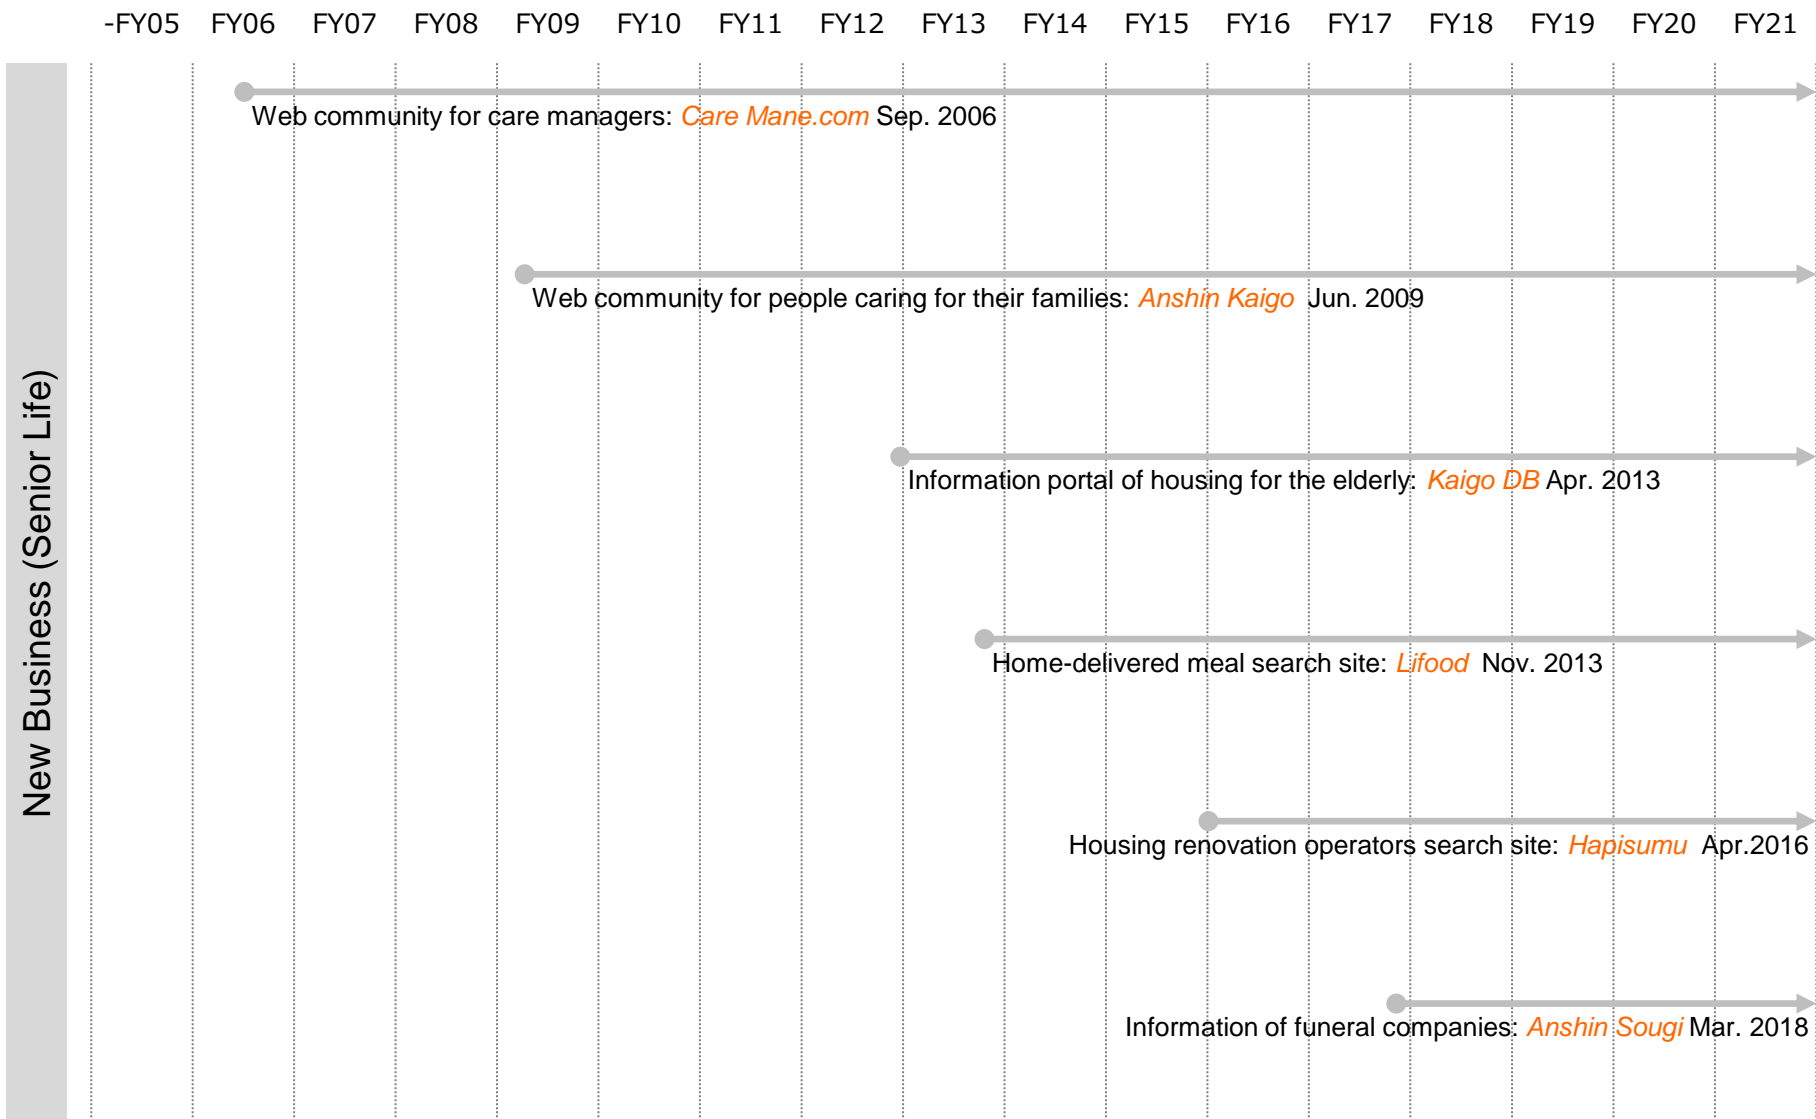 -FY05 FY06 FY07 FY08 FY09 FY10 FY11 FY12 FY13 FY14 FY15 FY16 FY17 FY18 FY19 FY20 FY21
New Business (Senior Life)
Web community for care managers: Care Mane.com Sep. 2006
Web community for people caring for their families: Anshin Kaigo Jun. 2009
Information portal of housing for the elderly: Kaigo DB Apr. 2013
Home-delivered meal search site: Lifood Nov. 2013
Housing renovation operators search site: Hapisumu Apr.2016
Information of funeral companies: Anshin Sougi Mar. 2018